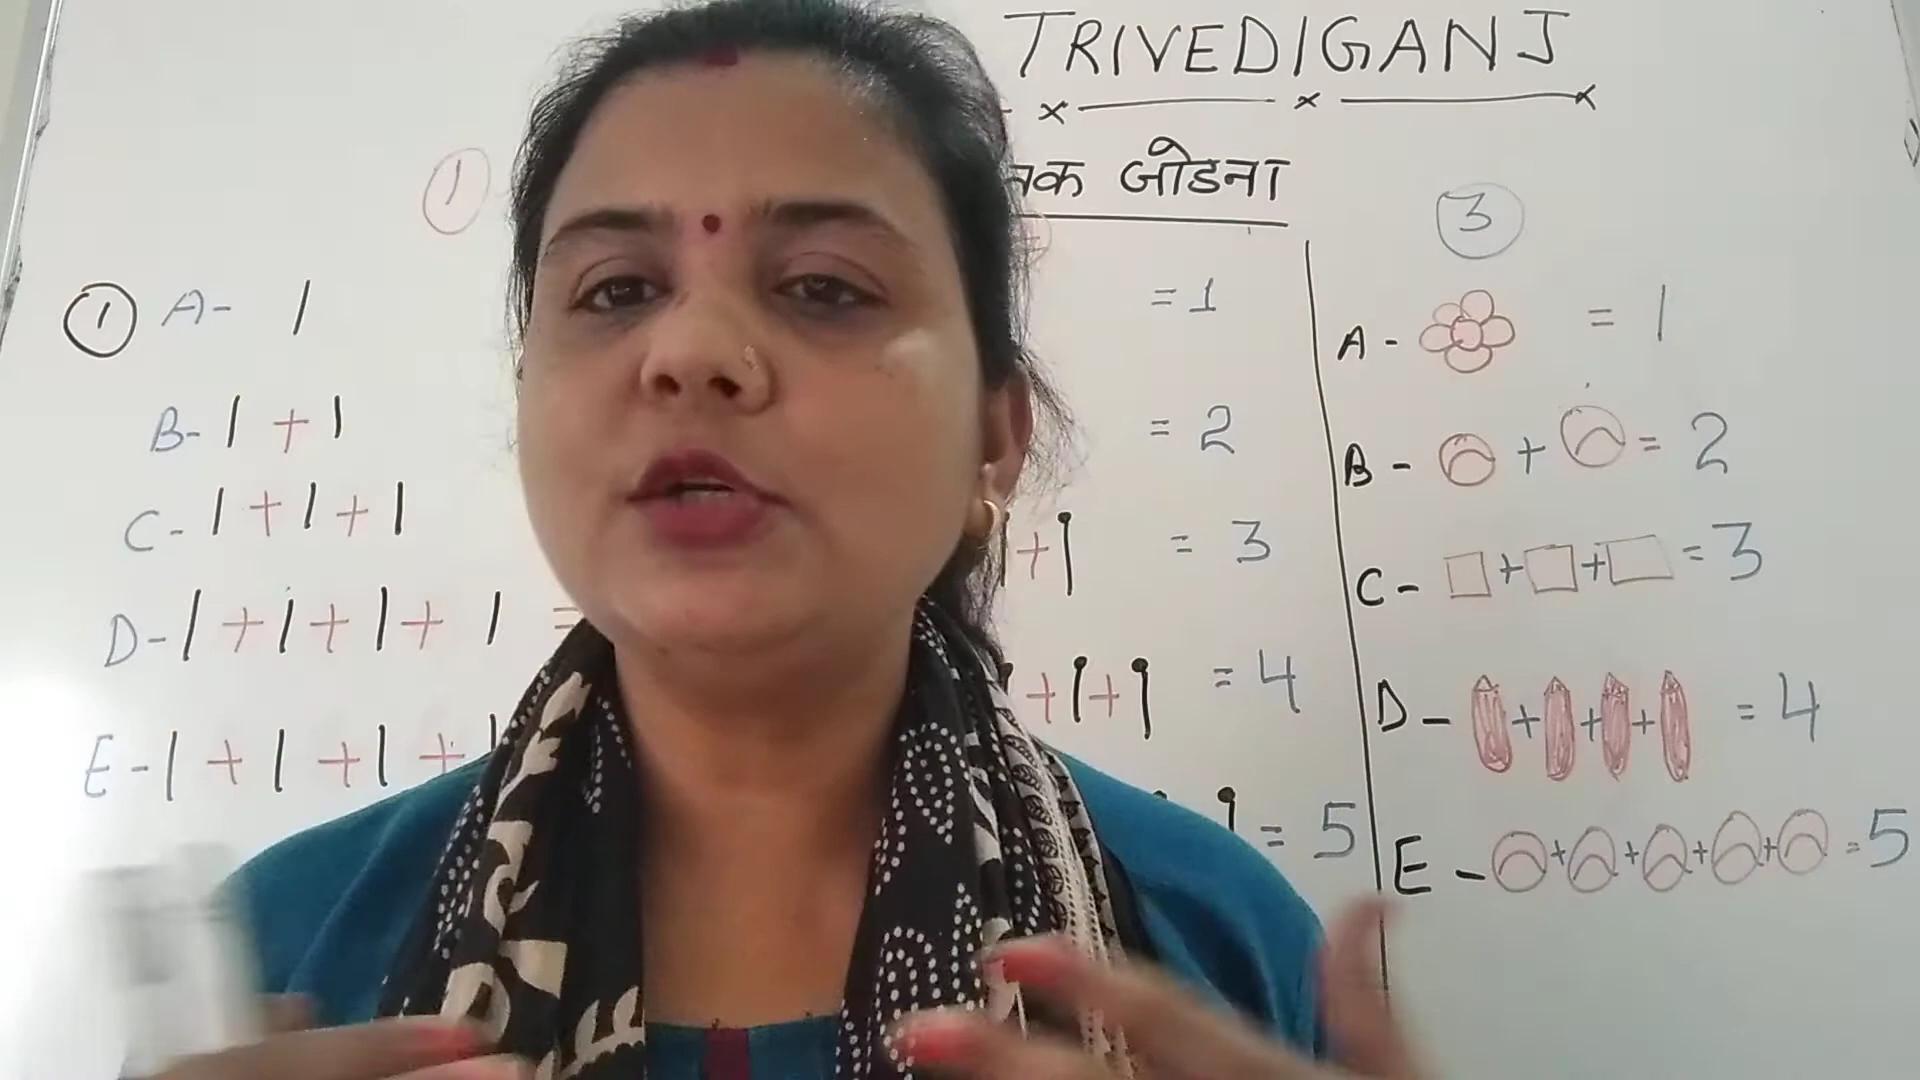 TRIVEDIGANJ
x x x
तक जोडना
1
3
1 A- 1
B- 1 + 1
C- 1 + 1 + 1
D- 1 + 1 + 1 + 1 =
E- 1 + 1 + 1 +
= 1
= 2
+ 1 = 3
+ 1 + 1 = 4
= 5
A - = 1
B - + = 2
C - + + = 3
D - + + + = 4
E - + + + + = 5